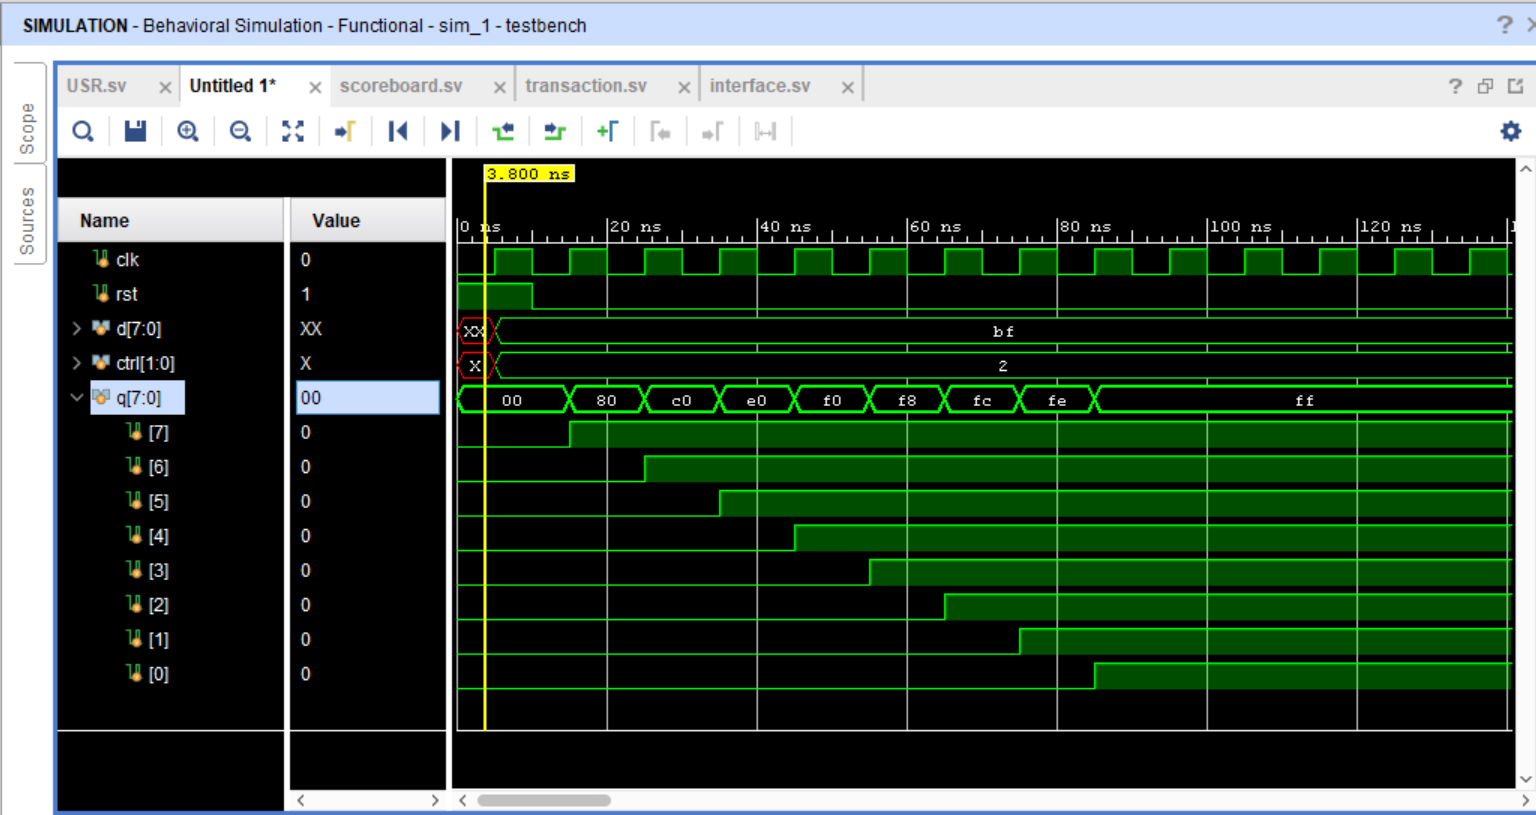 SIMULATION - Behavioral Simulation - Functional - sim_1 - testbench ?
USR.sv Untitled 1* scoreboard.sv transaction.sv interface.sv ?
Scope
Sources
3.800 ns
Name Value
0 ns 20 ns 40 ns 60 ns 80 ns 100 ns 120 ns
clk 0
rst 1
d[7:0] XX XX bf
ctrl[1:0] X X 2
q[7:0] 00 00 80 c0 e0 f0 f8 fc fe ff
[7] 0
[6] 0
[5] 0
[4] 0
[3] 0
[2] 0
[1] 0
[0] 0